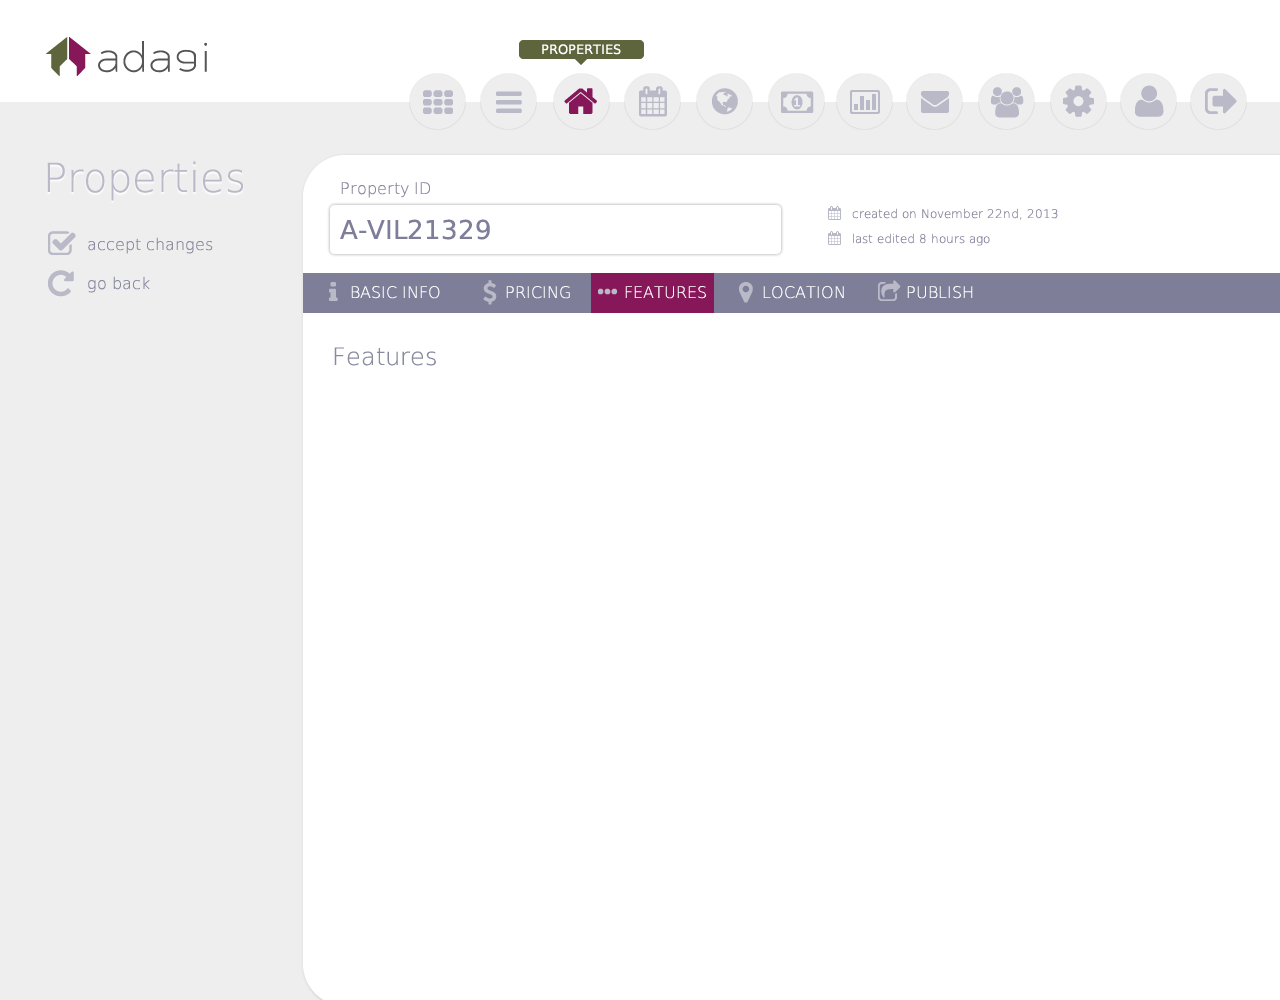 adagi
PROPERTIES
Properties
accept changes
go back
Property ID
A-VIL21329
created on November 22nd, 2013
last edited 8 hours ago
BASIC INFO PRICING FEATURES LOCATION PUBLISH
Features